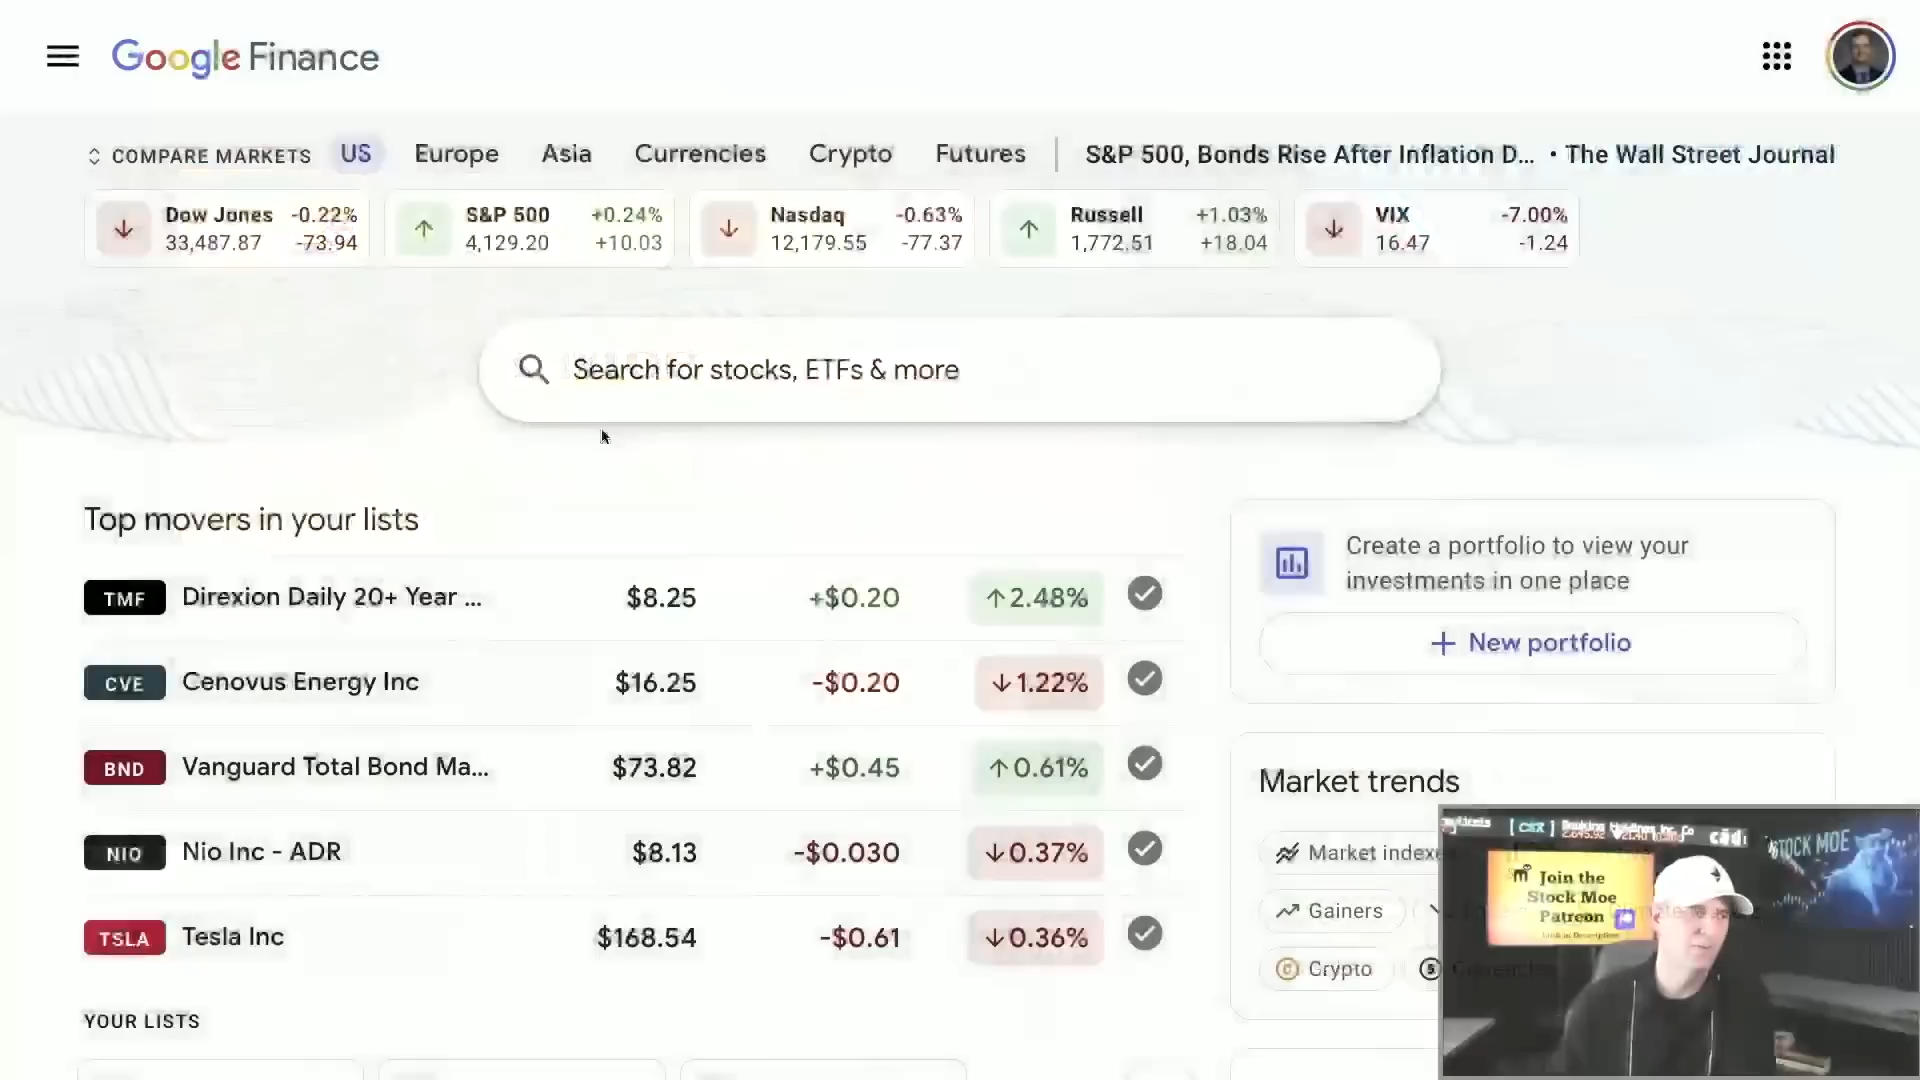 Google Finance
COMPARE MARKETS US Europe Asia Currencies Crypto Futures S&P 500, Bonds Rise After Inflation D... • The Wall Street Journal
Dow Jones -0.22%
33,487.87 -73.94
S&P 500 +0.24%
4,129.20 +10.03
Nasdaq -0.63%
12,179.55 -77.37
Russell +1.03%
1,772.51 +18.04
VIX -7.00%
16.47 -1.24
Search for stocks, ETFs & more
Top movers in your lists
TMF Direxion Daily 20+ Year ... $8.25 +$0.20 ↑2.48%
CVE Cenovus Energy Inc $16.25 -$0.20 ↓1.22%
BND Vanguard Total Bond Ma... $73.82 +$0.45 ↑0.61%
NIO Nio Inc - ADR $8.13 -$0.030 ↓0.37%
TSLA Tesla Inc $168.54 -$0.61 ↓0.36%
YOUR LISTS
Create a portfolio to view your
investments in one place
+ New portfolio
Market trends
Market indexe
Gainers
Crypto
Booking Holdings Inc Co
STOCK MOE
Join the
Stock Moe
Patreon
Link in Description